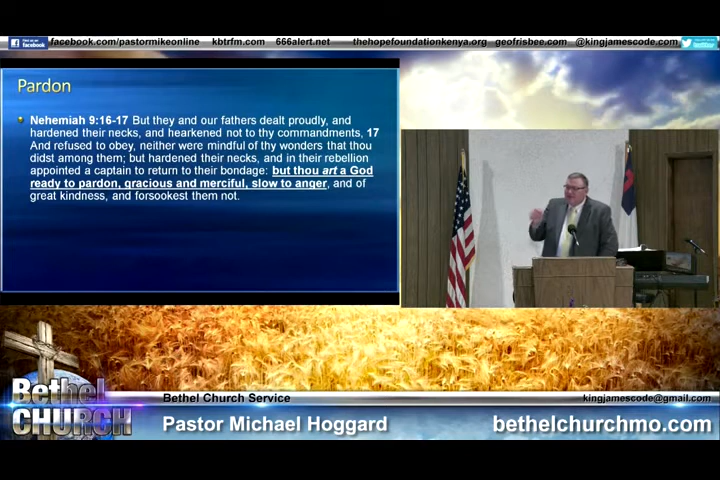 Find us on facebook facebook.com/pastormikeonline kbtrfm.com 666alert.net thehopefoundationkenya.org geofrisbee.com @kingjamescode.com
Pardon
Nehemiah 9:16-17 But they and our fathers dealt proudly, and
hardened their necks, and hearkened not to thy commandments, 17
And refused to obey, neither were mindful of thy wonders that thou
didst among them; but hardened their necks, and in their rebellion
appointed a captain to return to their bondage: but thou art a God
ready to pardon, gracious and merciful, slow to anger, and of
great kindness, and forsookest them not.
Bethel
CHURCH
Bethel Church Service kingjamescode@gmail.com
Pastor Michael Hoggard bethelchurchmo.com